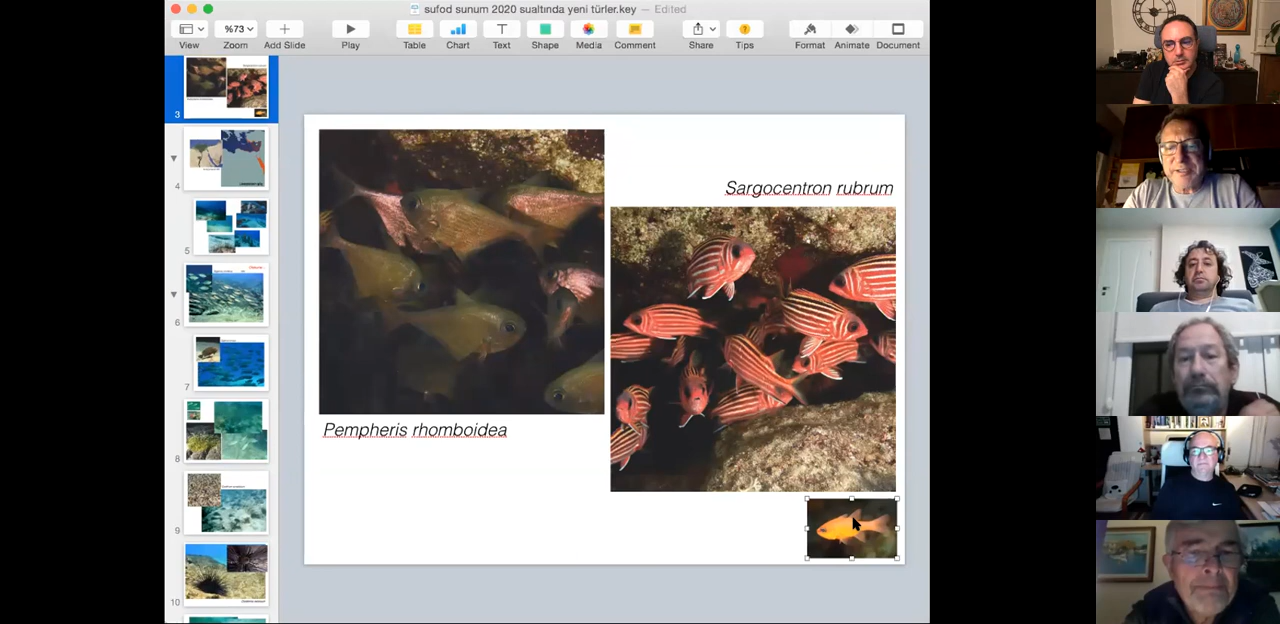 sufod sunum 2020 sualtında yeni türler.key — Edited
%73
View
Zoom
Add Slide
Play
Table
Chart
Text
Shape
Media
Comment
Share
Tips
Format
Animate
Document
3
4
5
6
7
8
9
10
Sargocentron rubrum
Pempheris rhomboidea